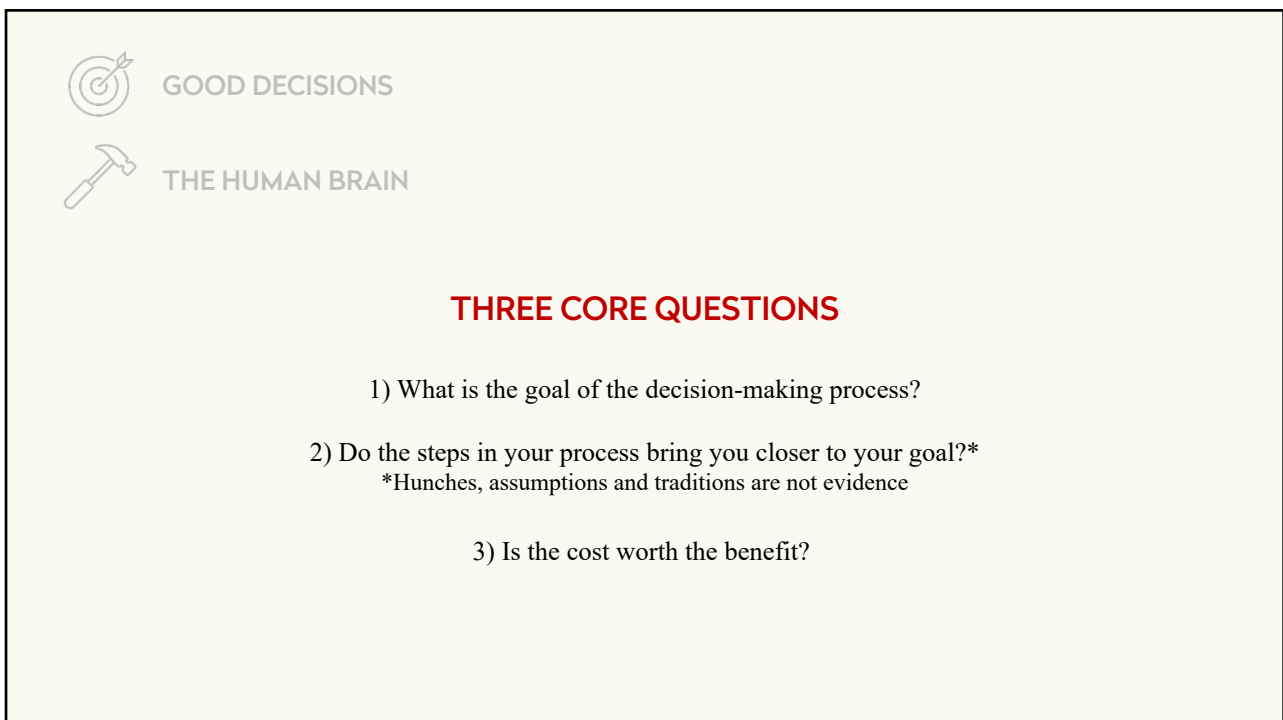 GOOD DECISIONS
THE HUMAN BRAIN
THREE CORE QUESTIONS
1) What is the goal of the decision-making process?
2) Do the steps in your process bring you closer to your goal?*
*Hunches, assumptions and traditions are not evidence
3) Is the cost worth the benefit?